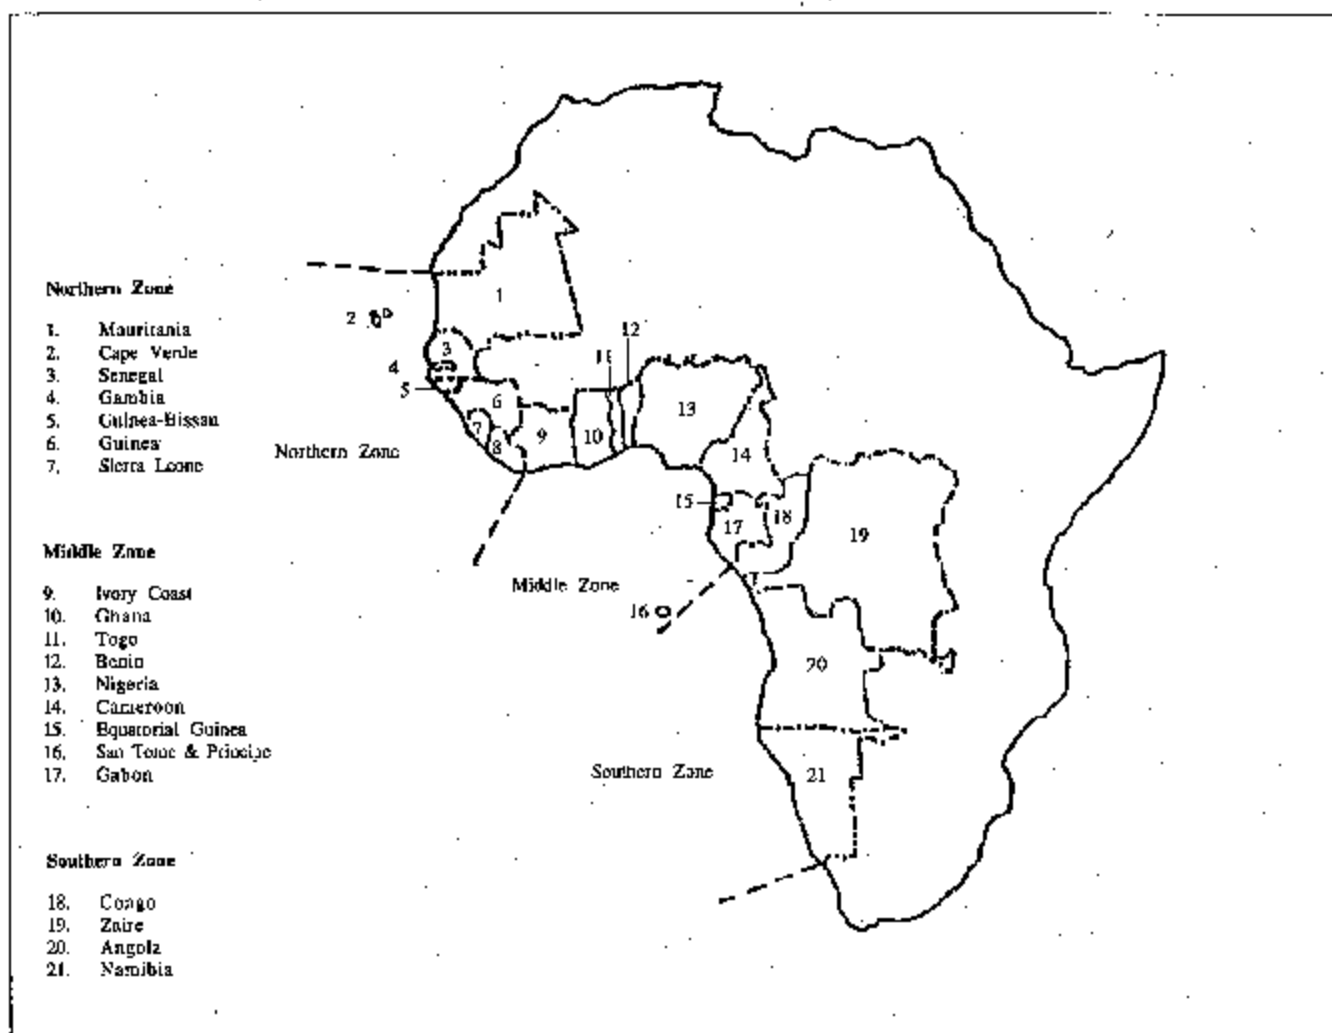 Northern Zone
1. Mauritania
2. Cape Verde
3. Senegal
4. Gambia
5. Guinea-Bissau
6. Guinea
7. Sierra Leone
Middle Zone
9. Ivory Coast
10. Ghana
11. Togo
12. Benin
13. Nigeria
14. Cameroon
15. Equatorial Guinea
16. San Tome & Principe
17. Gabon
Southern Zone
18. Congo
19. Zaire
20. Angola
21. Namibia
1
2
3
4
5
6
7
8
9
10
11
12
13
14
15
16
17
18
19
20
21
Northern Zone
Middle Zone
Southern Zone